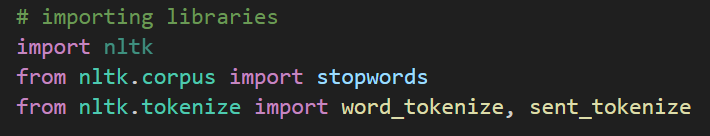 # importing libraries
import nltk
from nltk.corpus import stopwords
from nltk.tokenize import word_tokenize, sent_tokenize